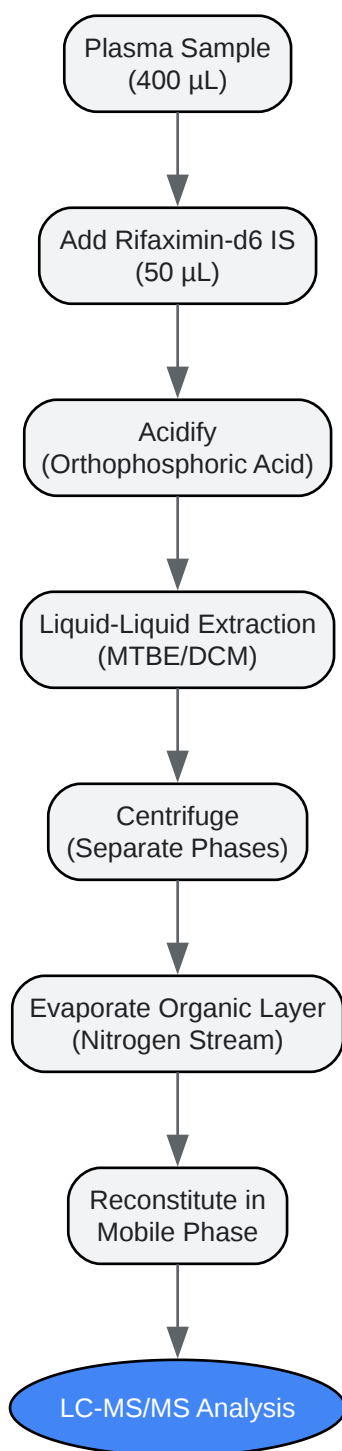 Plasma Sample
(400 µL)
Add Rifaximin-d6 IS
(50 µL)
Acidify
(Orthophosphoric Acid)
Liquid-Liquid Extraction
(MTBE/DCM)
Centrifuge
(Separate Phases)
Evaporate Organic Layer
(Nitrogen Stream)
Reconstitute in
Mobile Phase
LC-MS/MS Analysis